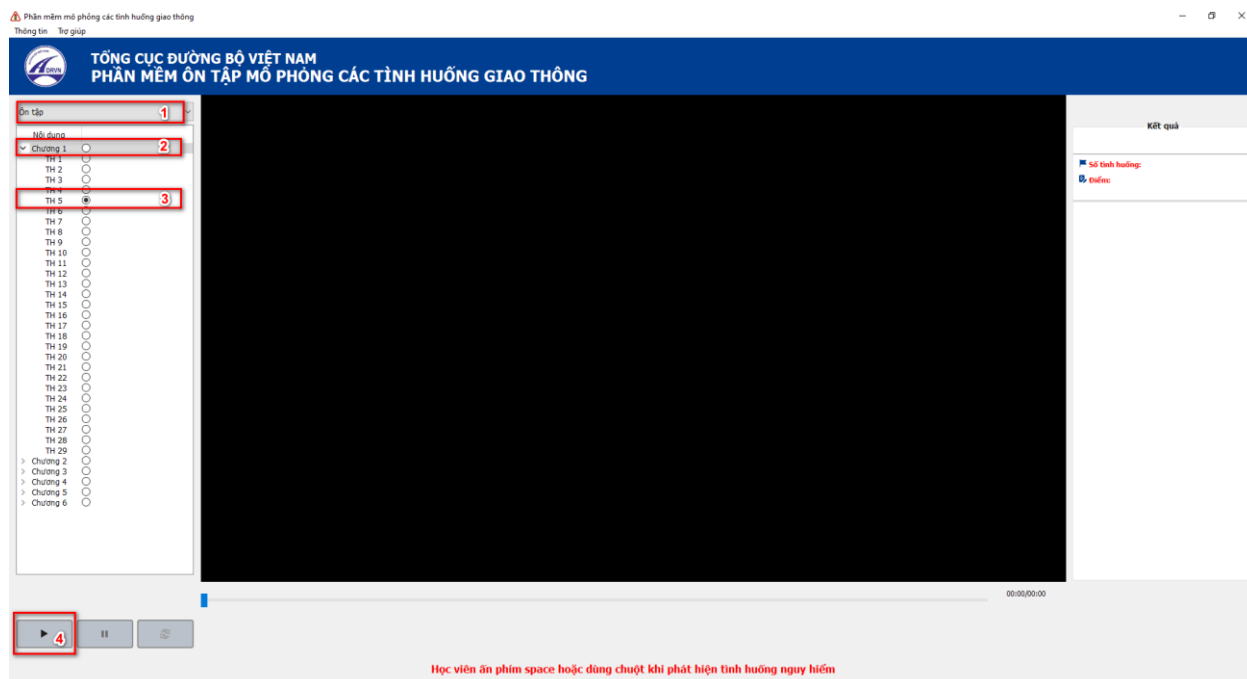 Phần mềm mô phỏng các tình huống giao thông
Thông tin Trợ giúp
TỔNG CỤC ĐƯỜNG BỘ VIỆT NAM
PHẦN MỀM ÔN TẬP MÔ PHỎNG CÁC TÌNH HUỐNG GIAO THÔNG
DRVN
Ôn tập 1
Nội dung
Chương 1 2
TH 1
TH 2
TH 3
TH 4
TH 5 3
TH 6
TH 7
TH 8
TH 9
TH 10
TH 11
TH 12
TH 13
TH 14
TH 15
TH 16
TH 17
TH 18
TH 19
TH 20
TH 21
TH 22
TH 23
TH 24
TH 25
TH 26
TH 27
TH 28
TH 29
Chương 2
Chương 3
Chương 4
Chương 5
Chương 6
Kết quả
Số tình huống:
Điểm:
00:00/00:00
4
Học viên ấn phím space hoặc dùng chuột khi phát hiện tình huống nguy hiểm